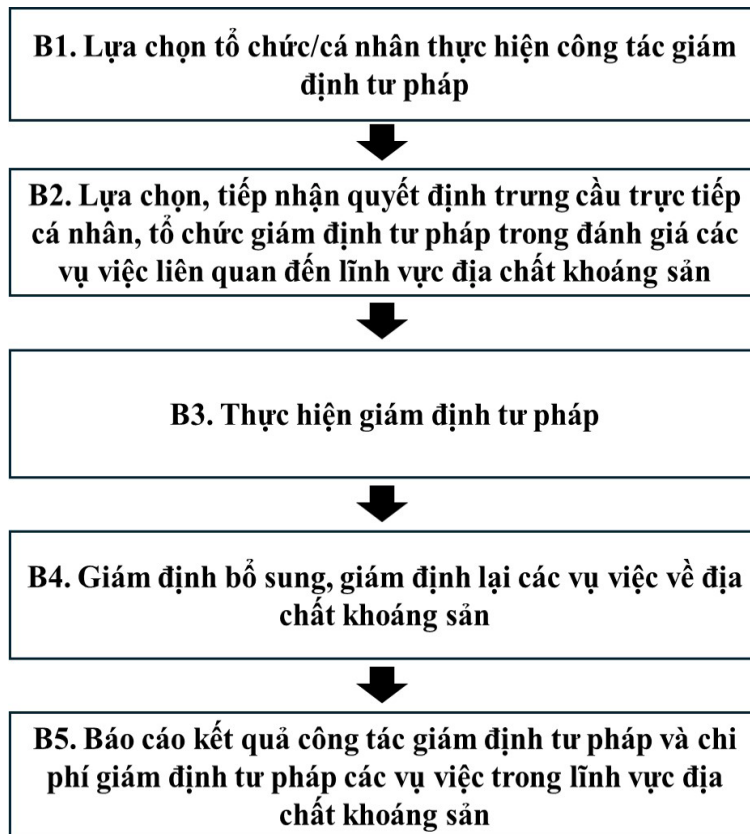 B1. Lựa chọn tổ chức/cá nhân thực hiện công tác giám
định tư pháp
B2. Lựa chọn, tiếp nhận quyết định trưng cầu trực tiếp
cá nhân, tổ chức giám định tư pháp trong đánh giá các
vụ việc liên quan đến lĩnh vực địa chất khoáng sản
B3. Thực hiện giám định tư pháp
B4. Giám định bổ sung, giám định lại các vụ việc về địa
chất khoáng sản
B5. Báo cáo kết quả công tác giám định tư pháp và chi
phí giám định tư pháp các vụ việc trong lĩnh vực địa
chất khoáng sản